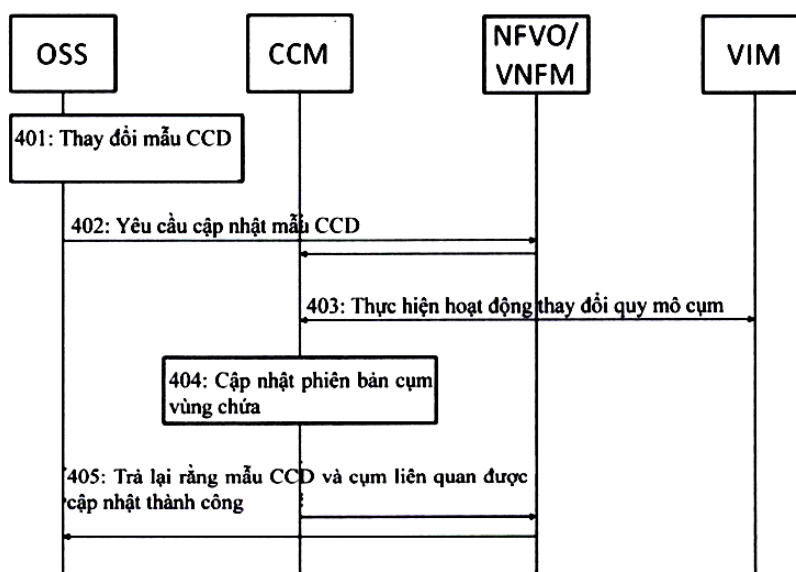 OSS
CCM
NFVO/
VNFM
VIM
401: Thay đổi mẫu CCD
402: Yêu cầu cập nhật mẫu CCD
403: Thực hiện hoạt động thay đổi quy mô cụm
404: Cập nhật phiên bản cụm
vùng chứa
405: Trả lại rằng mẫu CCD và cụm liên quan được
cập nhật thành công